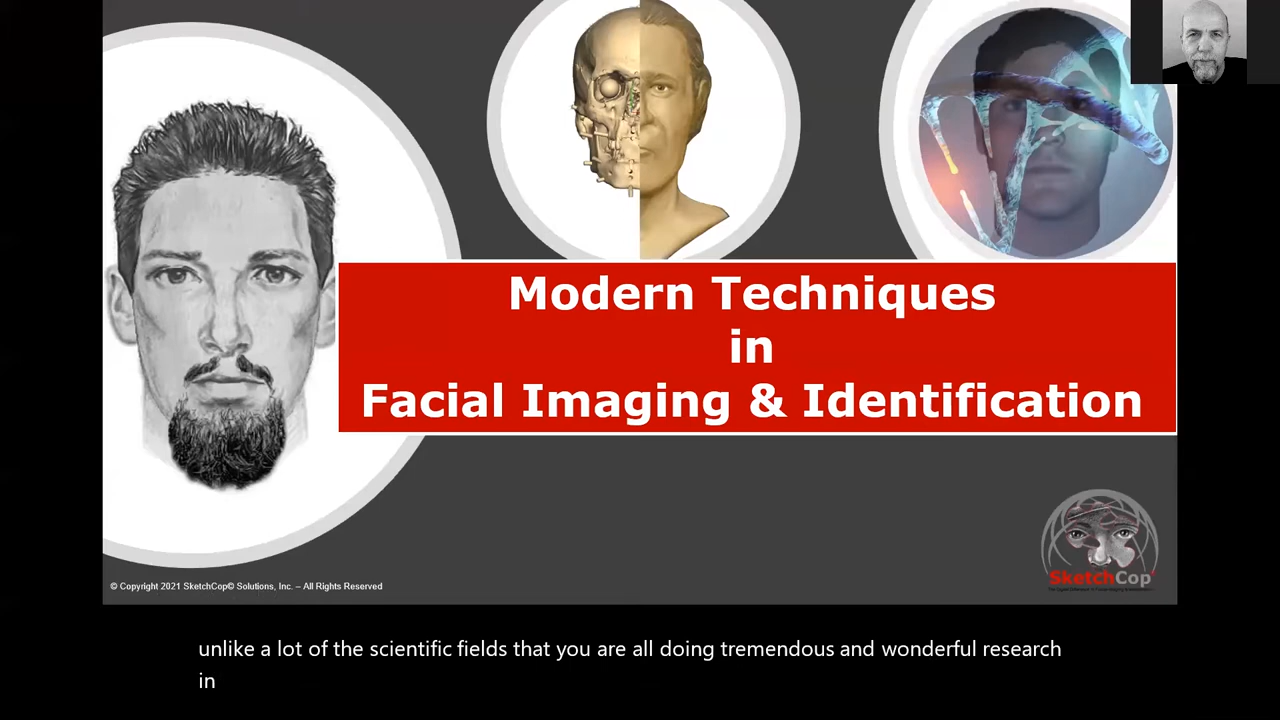 Modern Techniques
in
Facial Imaging & Identification
SketchCop
© Copyright 2021 SketchCop© Solutions, Inc. – All Rights Reserved
unlike a lot of the scientific fields that you are all doing tremendous and wonderful research
in